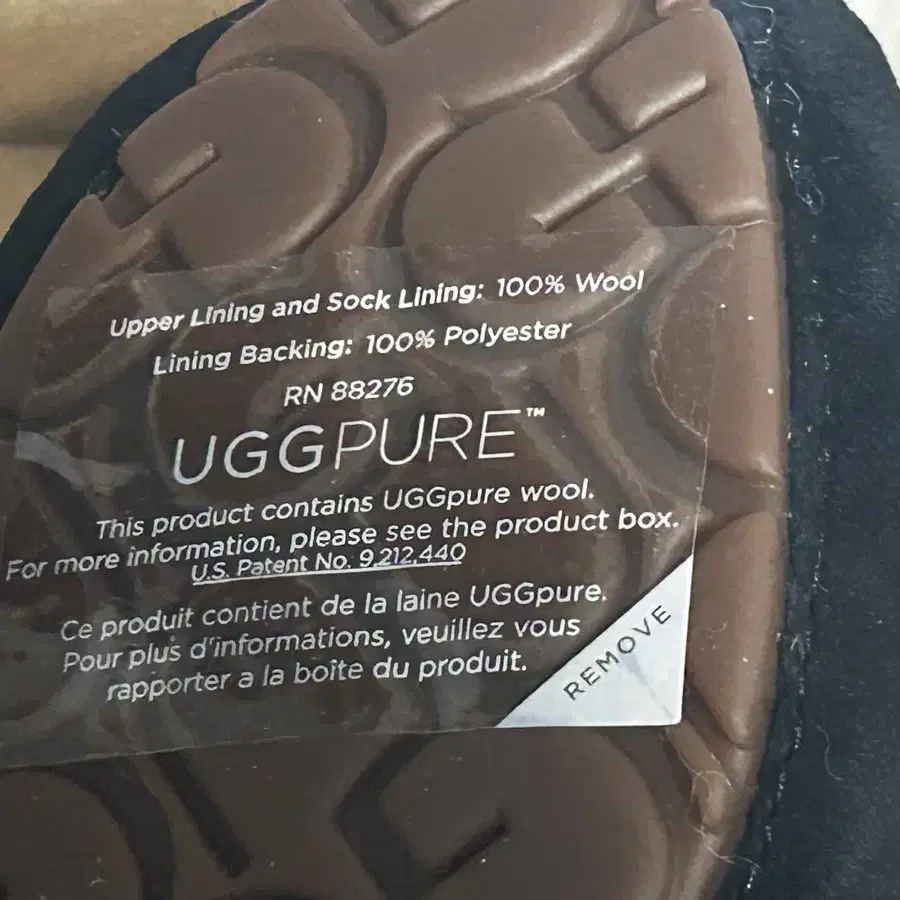 Upper Lining and Sock Lining: 100% Wool
Lining Backing: 100% Polyester
RN 88276
UGGPURE™
This product contains UGGpure wool.
For more information, please see the product box.
U.S. Patent No. 9,212,440
Ce produit contient de la laine UGGpure.
Pour plus d'informations, veuillez vous
rapporter a la boîte du produit.
REMOVE